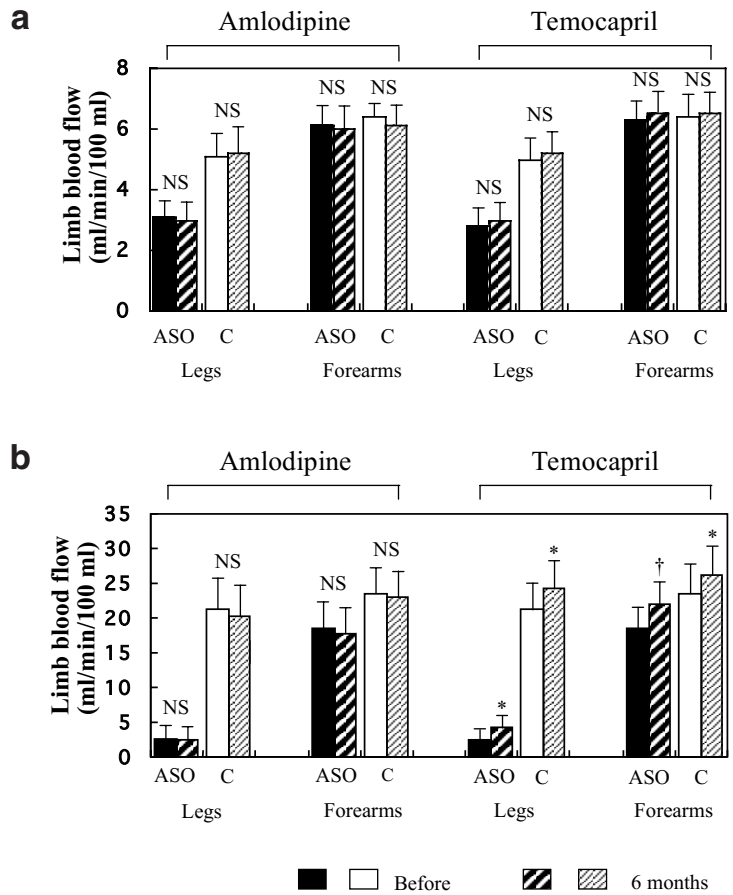 a
Amlodipine Temocapril
Limb blood flow
(ml/min/100 ml)
8
6
4
2
0
NS NS NS NS NS NS NS NS
ASO C ASO C ASO C ASO C
Legs Forearms Legs Forearms
b
Amlodipine Temocapril
Limb blood flow
(ml/min/100 ml)
35
30
25
20
15
10
5
0
NS NS NS NS * * † *
ASO C ASO C ASO C ASO C
Legs Forearms Legs Forearms
Before 6 months